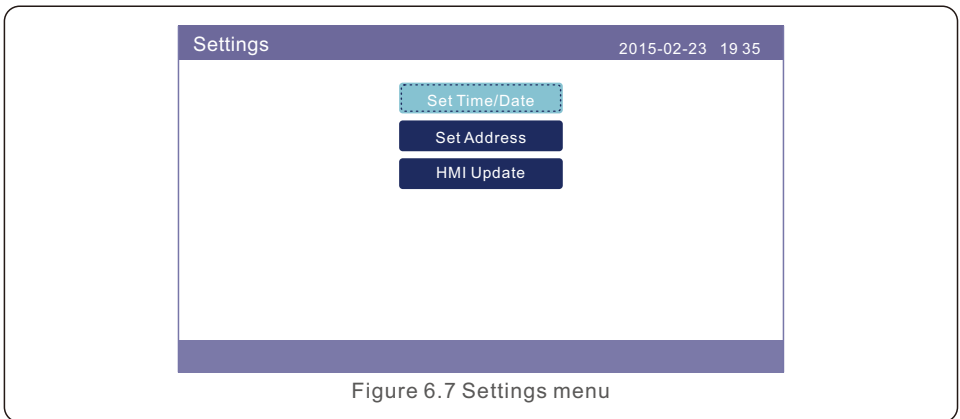 Settings 2015-02-23 19 35
Set Time/Date
Set Address
HMI Update
Figure 6.7 Settings menu